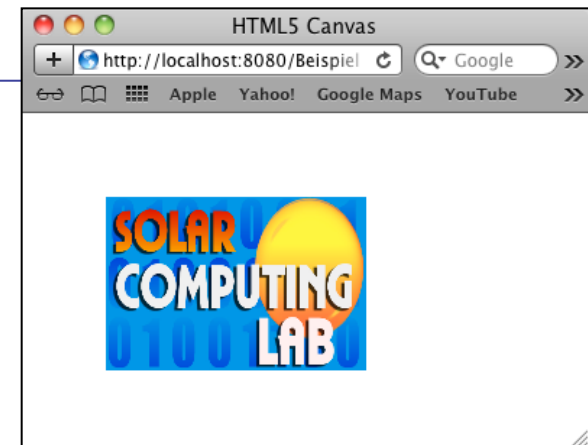 HTML5 Canvas
+ http://localhost:8080/Beispiel Google »
Apple Yahoo! Google Maps YouTube »
SOLAR
COMPUTING
LAB